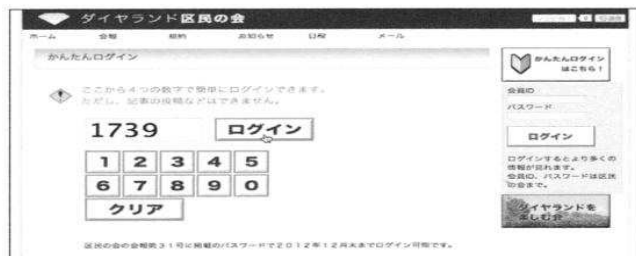 ダイヤランド区民の会
ホーム 会報 規約 お知らせ 日程 メール
かんたんログイン
ここから4つの数字で簡単にログインできます。
ただし、記事の投稿などはできません。
1739 ログイン
1 2 3 4 5
6 7 8 9 0
クリア
区民の会の会報第31号に掲載のパスワードで2012年12月末までログイン可能です。
かんたんログイン
はこちら!
会員ID
パスワード
ログイン
ログインするとより多くの
情報が見れます。
会員ID、パスワードは区民
の会まで。
ダイヤランドを
楽しむ会